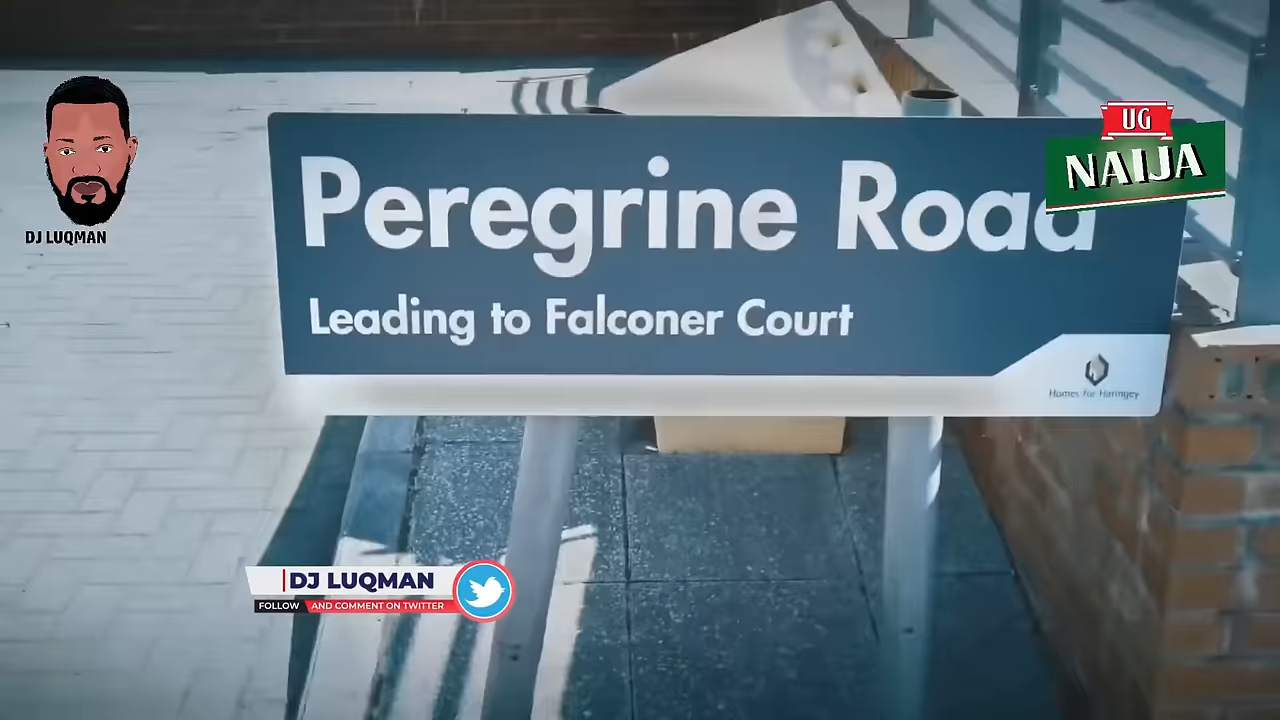 UG
NAIJA
Peregrine Road
Leading to Falconer Court
Homes for Haringey
DJ LUQMAN
DJ LUQMAN
FOLLOW AND COMMENT ON TWITTER